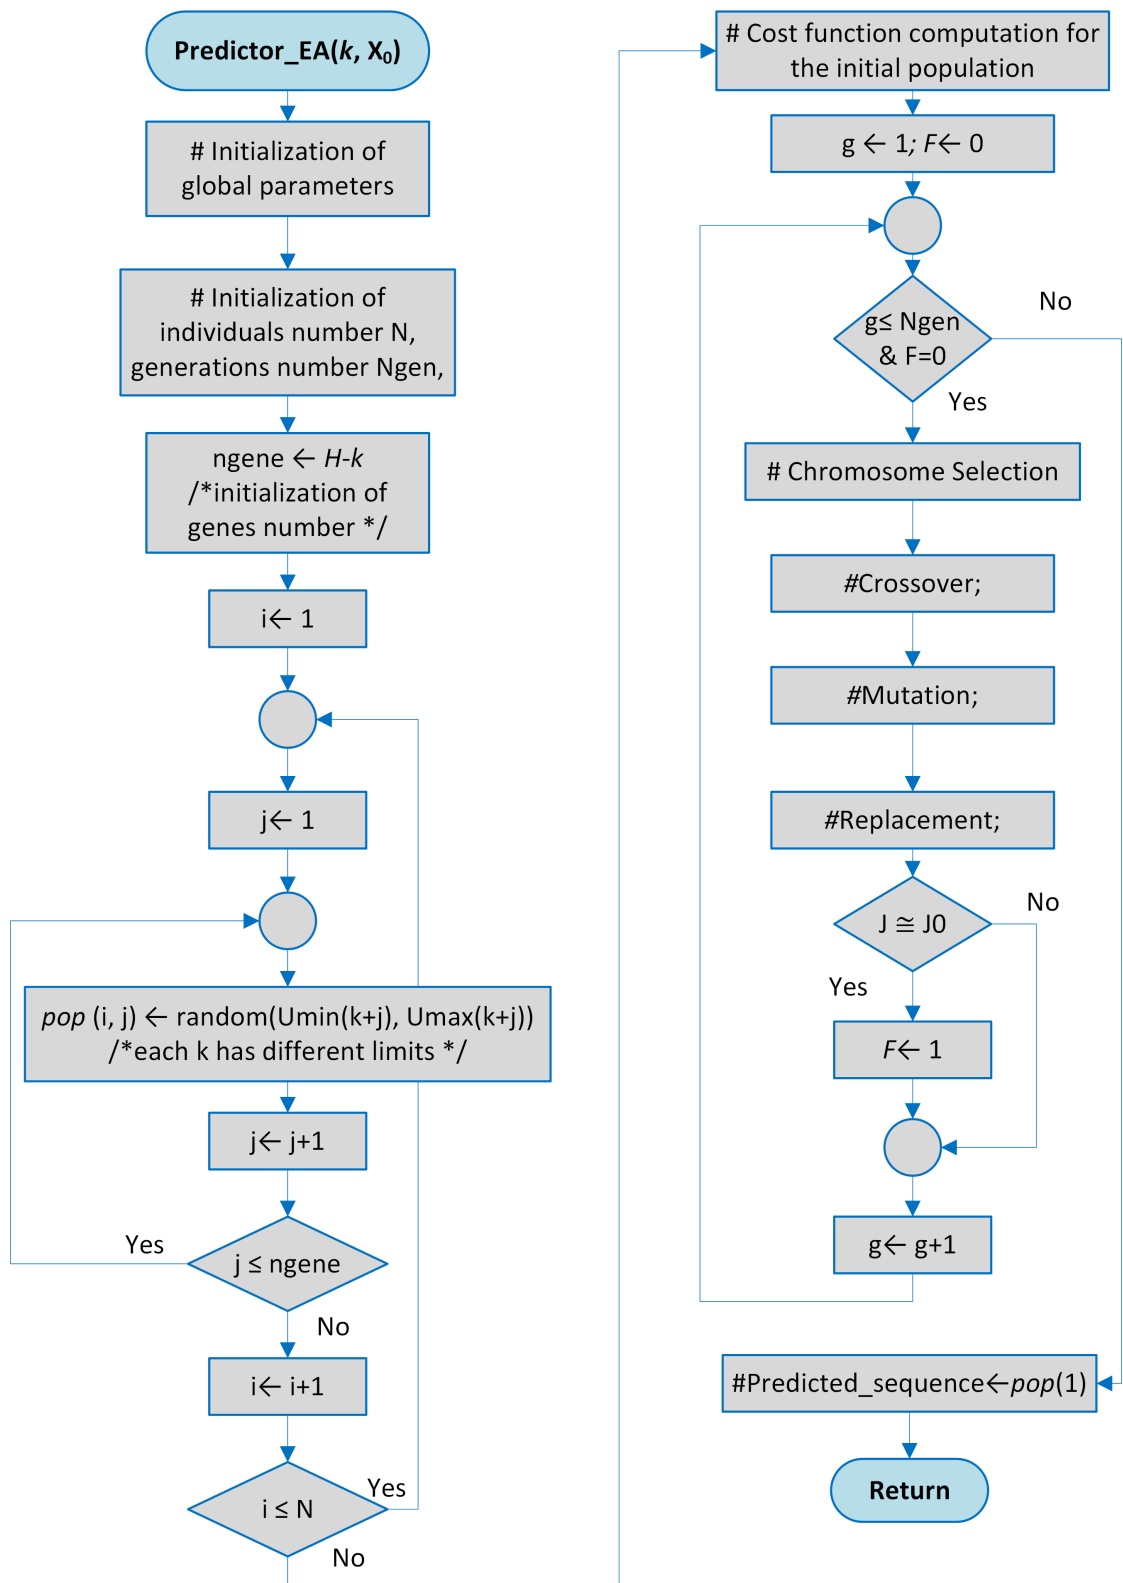 Predictor_EA(k, X₀)
# Initialization of
global parameters
# Initialization of
individuals number N,
generations number Ngen,
ngene ← H-k
/*initialization of
genes number */
i← 1
j← 1
pop (i, j) ← random(Umin(k+j), Umax(k+j))
/*each k has different limits */
j← j+1
Yes
j ≤ ngene
No
i← i+1
Yes
i ≤ N
No
# Cost function computation for
the initial population
g ← 1; F← 0
No
g≤ Ngen
& F=0
Yes
# Chromosome Selection
#Crossover;
#Mutation;
#Replacement;
No
J ≅ J0
Yes
F← 1
g← g+1
#Predicted_sequence←pop(1)
Return